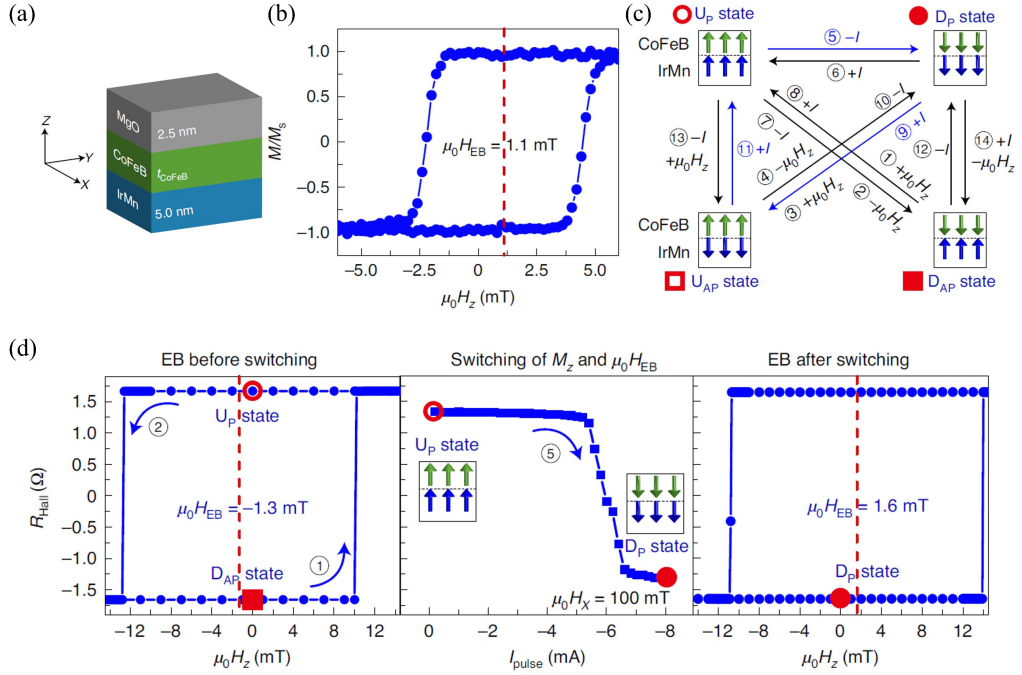 (a)
MgO
2.5 nm
CoFeB
t_CoFeB
IrMn
5.0 nm
Z
Y
X
(b)
M/M_s
1.0
0.5
0
−0.5
−1.0
μ₀H_EB = 1.1 mT
−5.0 −2.5 0 2.5 5.0
μ₀H_z (mT)
(c)
U_P state
D_P state
CoFeB
IrMn
⑤ −I
⑥ +I
⑧ +I
⑦ −I
⑩ −I
⑨ +I
⑬ −I
+μ₀H_z
⑪ +I
④ −μ₀H_z
③ +μ₀H_z
① +μ₀H_z
② −μ₀H_z
⑫ −I
⑭ +I
−μ₀H_z
CoFeB
IrMn
U_AP state
D_AP state
(d)
EB before switching
R_Hall (Ω)
1.5
1.0
0.5
0
−0.5
−1.0
−1.5
②
U_P state
μ₀H_EB = −1.3 mT
D_AP state
①
−12 −8 −4 0 4 8 12
μ₀H_z (mT)
Switching of M_z and μ₀H_EB
U_P state
⑤
D_P state
μ₀H_X = 100 mT
0 −2 −4 −6 −8
I_pulse (mA)
EB after switching
μ₀H_EB = 1.6 mT
D_P state
−12 −8 −4 0 4 8 12
μ₀H_z (mT)